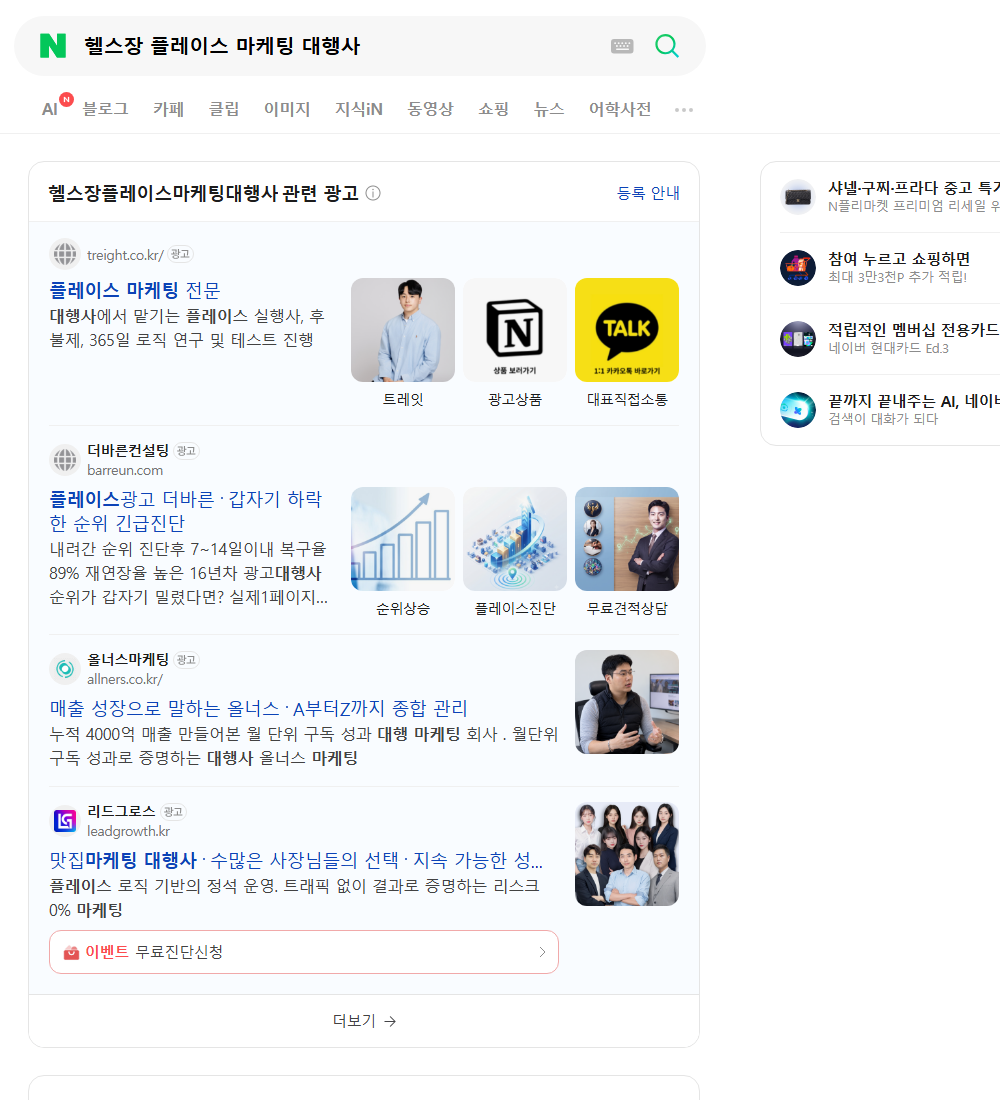 N 헬스장 플레이스 마케팅 대행사
AI N 블로그 카페 클립 이미지 지식iN 동영상 쇼핑 뉴스 어학사전
헬스장플레이스마케팅대행사 관련 광고 등록 안내
treight.co.kr/ 광고
플레이스 마케팅 전문
대행사에서 맡기는 플레이스 실행사, 후
불제, 365일 로직 연구 및 테스트 진행
N
상품 보러가기
TALK
1:1 카카오톡 바로가기
트레잇 광고상품 대표직접소통
더바른컨설팅 광고
barreun.com
플레이스광고 더바른 · 갑자기 하락
한 순위 긴급진단
내려간 순위 진단후 7~14일이내 복구율
89% 재연장율 높은 16년차 광고대행사
순위가 갑자기 밀렸다면? 실제1페이지...
순위상승 플레이스진단 무료견적상담
올너스마케팅 광고
allners.co.kr/
매출 성장으로 말하는 올너스 · A부터Z까지 종합 관리
누적 4000억 매출 만들어본 월 단위 구독 성과 대행 마케팅 회사 . 월단위
구독 성과로 증명하는 대행사 올너스 마케팅
리드그로스 광고
leadgrowth.kr
맛집마케팅 대행사 · 수많은 사장님들의 선택 · 지속 가능한 성...
플레이스 로직 기반의 정석 운영. 트래픽 없이 결과로 증명하는 리스크
0% 마케팅
이벤트 무료진단신청
더보기
샤넬·구찌·프라다 중고 특가
N플리마켓 프리미엄 리세일 위
참여 누르고 쇼핑하면
최대 3만3천P 추가 적립!
적립적인 멤버십 전용카드
네이버 현대카드 Ed.3
끝까지 끝내주는 AI, 네이버
검색이 대화가 되다